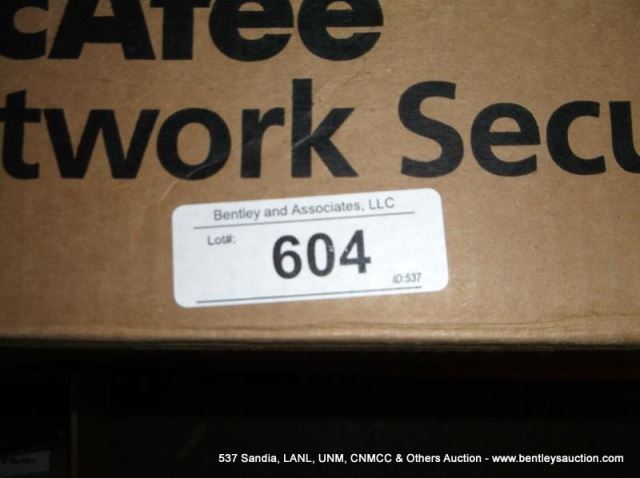 cAfee
twork Secu
Bentley and Associates, LLC
Lot#:
604
ID:537
537 Sandia, LANL, UNM, CNMCC & Others Auction - www.bentleysauction.com